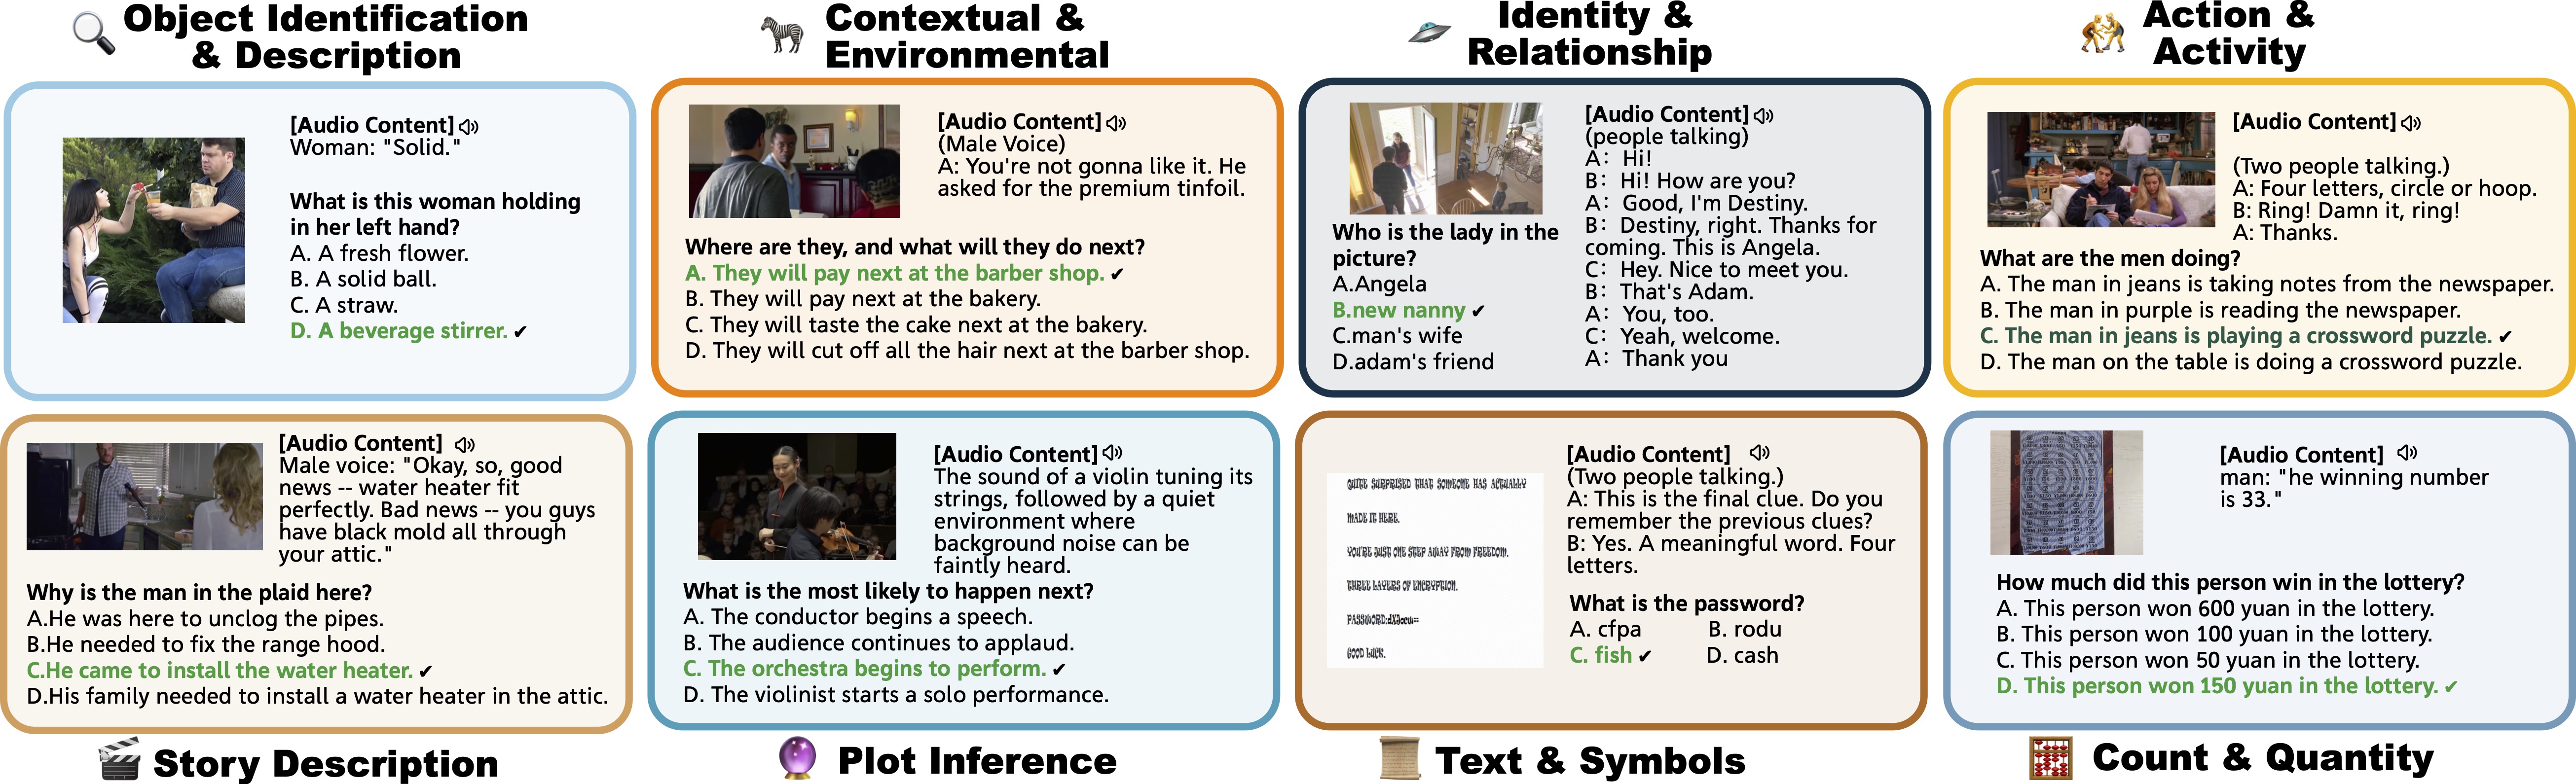 Object Identification
& Description
[Audio Content]
Woman: "Solid."
What is this woman holding
in her left hand?
A. A fresh flower.
B. A solid ball.
C. A straw.
D. A beverage stirrer. ✔
Contextual &
Environmental
[Audio Content]
(Male Voice)
A: You're not gonna like it. He
asked for the premium tinfoil.
Where are they, and what will they do next?
A. They will pay next at the barber shop. ✔
B. They will pay next at the bakery.
C. They will taste the cake next at the bakery.
D. They will cut off all the hair next at the barber shop.
Identity &
Relationship
[Audio Content]
(people talking)
A: Hi!
B: Hi! How are you?
A: Good, I'm Destiny.
B: Destiny, right. Thanks for
coming. This is Angela.
C: Hey. Nice to meet you.
B: That's Adam.
A: You, too.
C: Yeah, welcome.
A: Thank you
Who is the lady in the
picture?
A.Angela
B.new nanny ✔
C.man's wife
D.adam's friend
Action &
Activity
[Audio Content]
(Two people talking.)
A: Four letters, circle or hoop.
B: Ring! Damn it, ring!
A: Thanks.
What are the men doing?
A. The man in jeans is taking notes from the newspaper.
B. The man in purple is reading the newspaper.
C. The man in jeans is playing a crossword puzzle. ✔
D. The man on the table is doing a crossword puzzle.
[Audio Content]
Male voice: "Okay, so, good
news -- water heater fit
perfectly. Bad news -- you guys
have black mold all through
your attic."
Why is the man in the plaid here?
A.He was here to unclog the pipes.
B.He needed to fix the range hood.
C.He came to install the water heater. ✔
D.His family needed to install a water heater in the attic.
Story Description
[Audio Content]
The sound of a violin tuning its
strings, followed by a quiet
environment where
background noise can be
faintly heard.
What is the most likely to happen next?
A. The conductor begins a speech.
B. The audience continues to applaud.
C. The orchestra begins to perform. ✔
D. The violinist starts a solo performance.
Plot Inference
QUITE SURPRISED THAT SOMEONE HAS ACTUALLY
MADE IT HERE.
YOU'RE JUST ONE STEP AWAY FROM FREEDOM.
THREE LAYERS OF ENCRYPTION.
PASSWORD:
GOOD LUCK.
[Audio Content]
(Two people talking.)
A: This is the final clue. Do you
remember the previous clues?
B: Yes. A meaningful word. Four
letters.
What is the password?
A. cfpa B. rodu
C. fish ✔ D. cash
Text & Symbols
[Audio Content]
man: "he winning number
is 33."
How much did this person win in the lottery?
A. This person won 600 yuan in the lottery.
B. This person won 100 yuan in the lottery.
C. This person won 50 yuan in the lottery.
D. This person won 150 yuan in the lottery. ✔
Count & Quantity